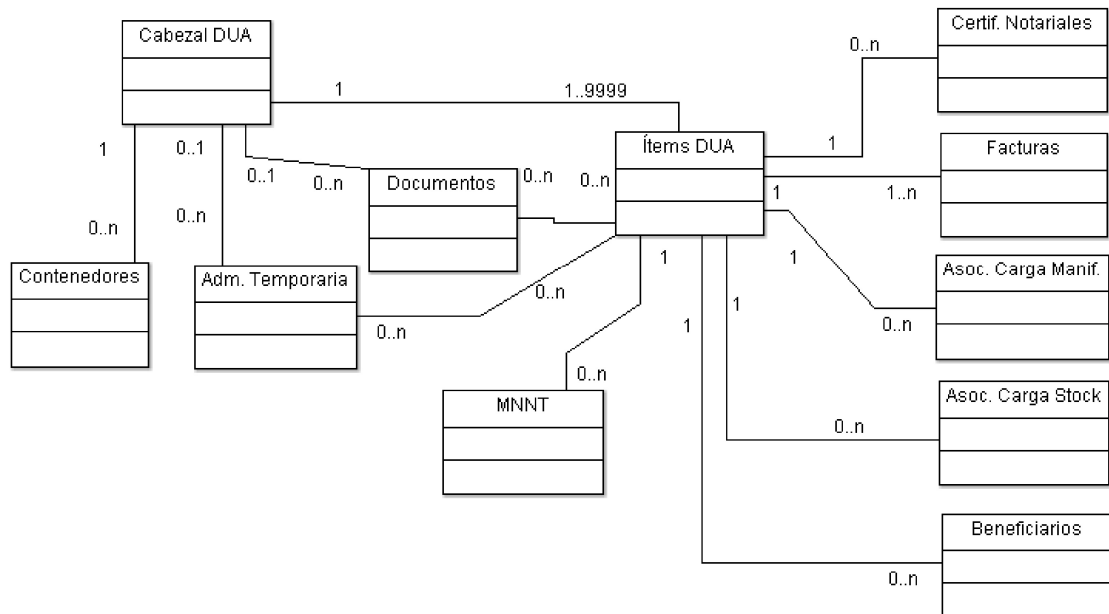 Cabezal DUA
Certif. Notariales
0..n
1
1..9999
Ítems DUA
1
Facturas
1
0..1
0..1
0..n
Documentos
0..n
0..n
1
1..n
0..n
0..n
1
1
Asoc. Carga Manif.
Contenedores
Adm. Temporaria
0..n
0..n
1
1
0..n
0..n
MNNT
Asoc. Carga Stock
0..n
Beneficiarios
0..n